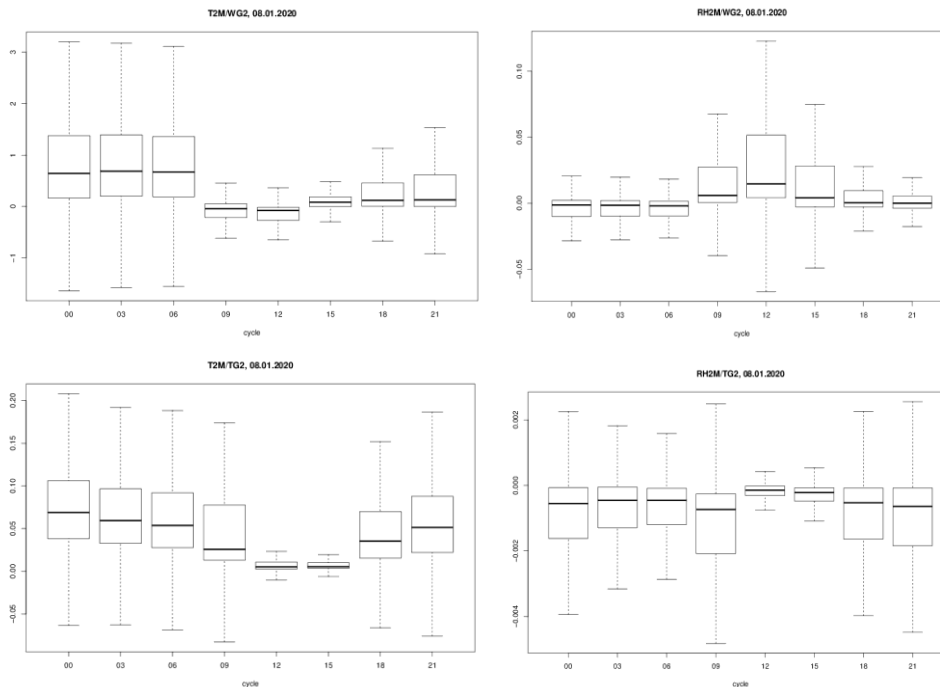 T2M/WG2, 08.01.2020
3
2
1
0
−1
00 03 06 09 12 15 18 21
cycle
RH2M/WG2, 08.01.2020
0.10
0.05
0.00
−0.05
00 03 06 09 12 15 18 21
cycle
T2M/TG2, 08.01.2020
0.20
0.15
0.10
0.05
0.00
−0.05
00 03 06 09 12 15 18 21
cycle
RH2M/TG2, 08.01.2020
0.002
0.000
−0.002
−0.004
00 03 06 09 12 15 18 21
cycle